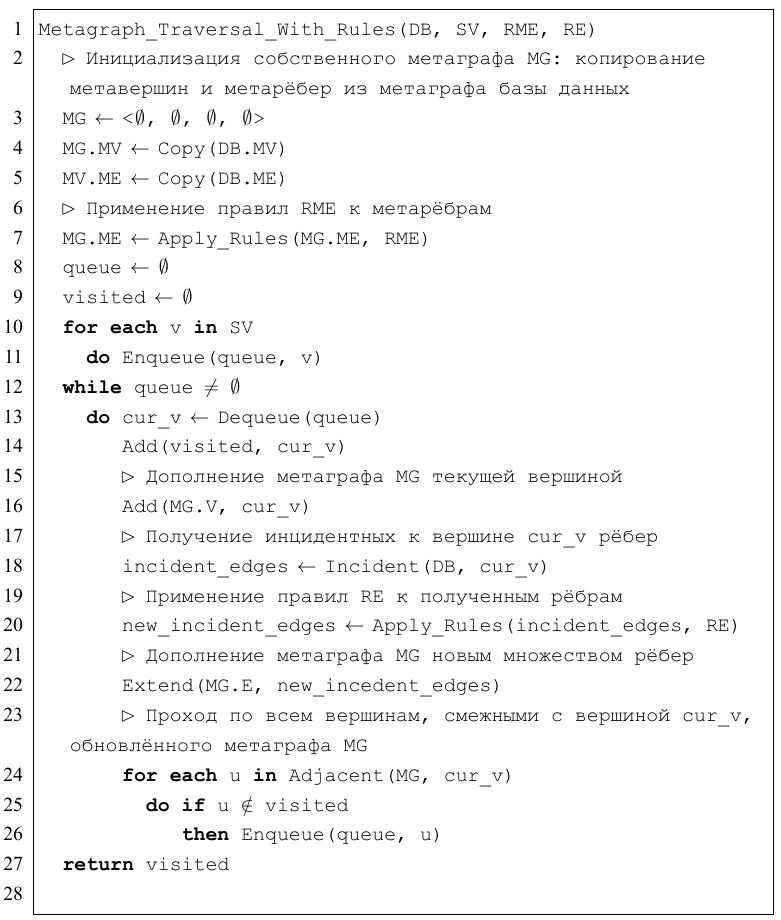 1 Metagraph_Traversal_With_Rules(DB, SV, RME, RE)
2 ▷ Инициализация собственного метаграфа MG: копирование
метавершин и метарёбер из метаграфа базы данных
3 MG ← <∅, ∅, ∅, ∅>
4 MG.MV ← Copy(DB.MV)
5 MV.ME ← Copy(DB.ME)
6 ▷ Применение правил RME к метарёбрам
7 MG.ME ← Apply_Rules(MG.ME, RME)
8 queue ← ∅
9 visited ← ∅
10 for each v in SV
11 do Enqueue(queue, v)
12 while queue ≠ ∅
13 do cur_v ← Dequeue(queue)
14 Add(visited, cur_v)
15 ▷ Дополнение метаграфа MG текущей вершиной
16 Add(MG.V, cur_v)
17 ▷ Получение инцидентных к вершине cur_v рёбер
18 incident_edges ← Incident(DB, cur_v)
19 ▷ Применение правил RE к полученным рёбрам
20 new_incident_edges ← Apply_Rules(incident_edges, RE)
21 ▷ Дополнение метаграфа MG новым множеством рёбер
22 Extend(MG.E, new_incedent_edges)
23 ▷ Проход по всем вершинам, смежными с вершиной cur_v,
обновлённого метаграфа MG
24 for each u in Adjacent(MG, cur_v)
25 do if u ∉ visited
26 then Enqueue(queue, u)
27 return visited
28